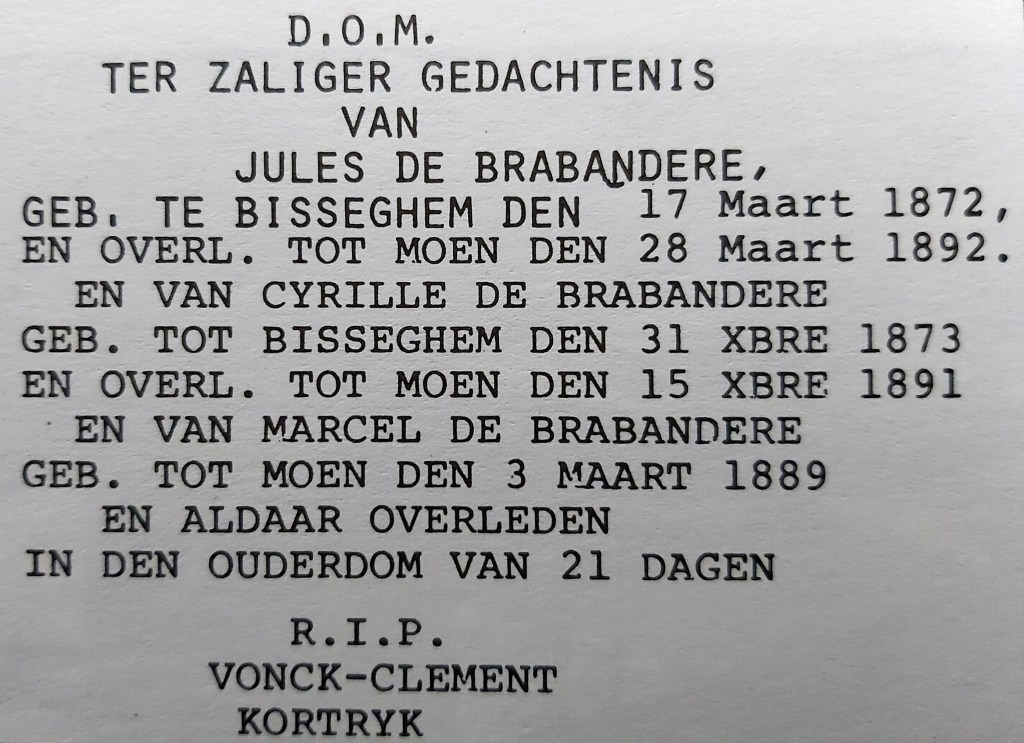 D.O.M.
TER ZALIGER GEDACHTENIS
VAN
JULES DE BRABANDERE,
GEB. TE BISSEGHEM DEN 17 Maart 1872,
EN OVERL. TOT MOEN DEN 28 Maart 1892.
EN VAN CYRILLE DE BRABANDERE
GEB. TOT BISSEGHEM DEN 31 XBRE 1873
EN OVERL. TOT MOEN DEN 15 XBRE 1891
EN VAN MARCEL DE BRABANDERE
GEB. TOT MOEN DEN 3 MAART 1889
EN ALDAAR OVERLEDEN
IN DEN OUDERDOM VAN 21 DAGEN
R.I.P.
VONCK-CLEMENT
KORTRYK